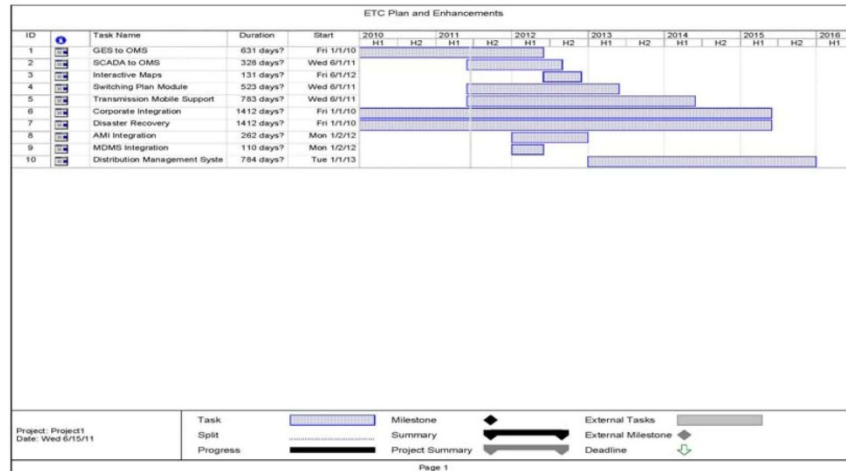 ETC Plan and Enhancements
ID Task Name Duration Start 2010 2011 2012 2013 2014 2015 2016
H1 H2 H1 H2 H1 H2 H1 H2 H1 H2 H1 H2 H1
1 GES to OMS 631 days? Fri 1/1/10
2 SCADA to OMS 328 days? Wed 6/1/11
3 Interactive Maps 131 days? Fri 6/1/12
4 Switching Plan Module 523 days? Wed 6/1/11
5 Transmission Mobile Support 783 days? Wed 6/1/11
6 Corporate Integration 1412 days? Fri 1/1/10
7 Disaster Recovery 1412 days? Fri 1/1/10
8 AMI Integration 262 days? Mon 1/2/12
9 MDMS Integration 110 days? Mon 1/2/12
10 Distribution Management Syste 784 days? Tue 1/1/13
Project: Project1
Date: Wed 6/15/11
Task Milestone External Tasks
Split Summary External Milestone
Progress Project Summary Deadline
Page 1